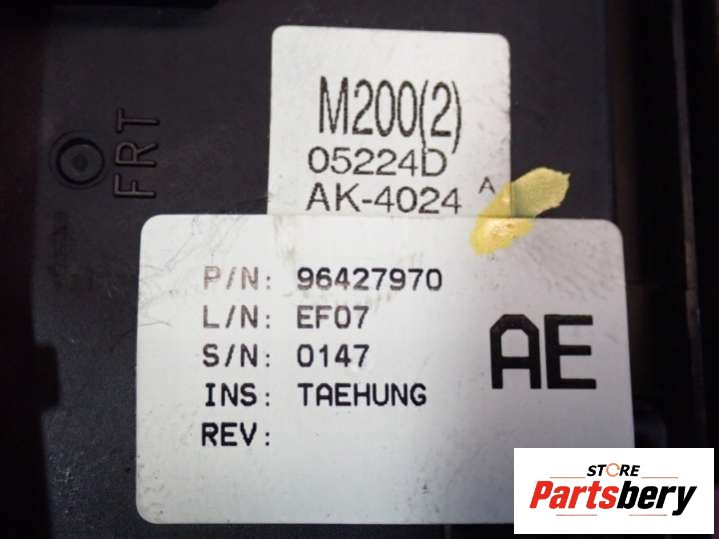 FRT
M200(2)
05224D
AK-4024 A
P/N: 96427970
L/N: EF07
S/N: 0147
INS: TAEHUNG
REV:
AE
STORE
Partsbery